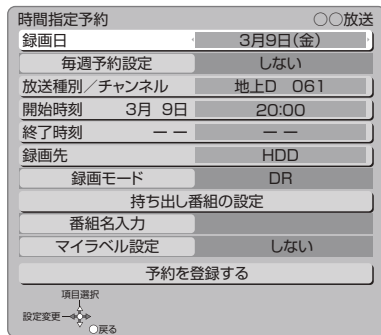 時間指定予約 ○○放送
録画日 3月9日(金)
毎週予約設定 しない
放送種別/チャンネル 地上D 061
開始時刻 3月 9日 20:00
終了時刻 －－ －－
録画先 HDD
録画モード DR
持ち出し番組の設定
番組名入力
マイラベル設定 しない
予約を登録する
項目選択
設定変更
○戻る